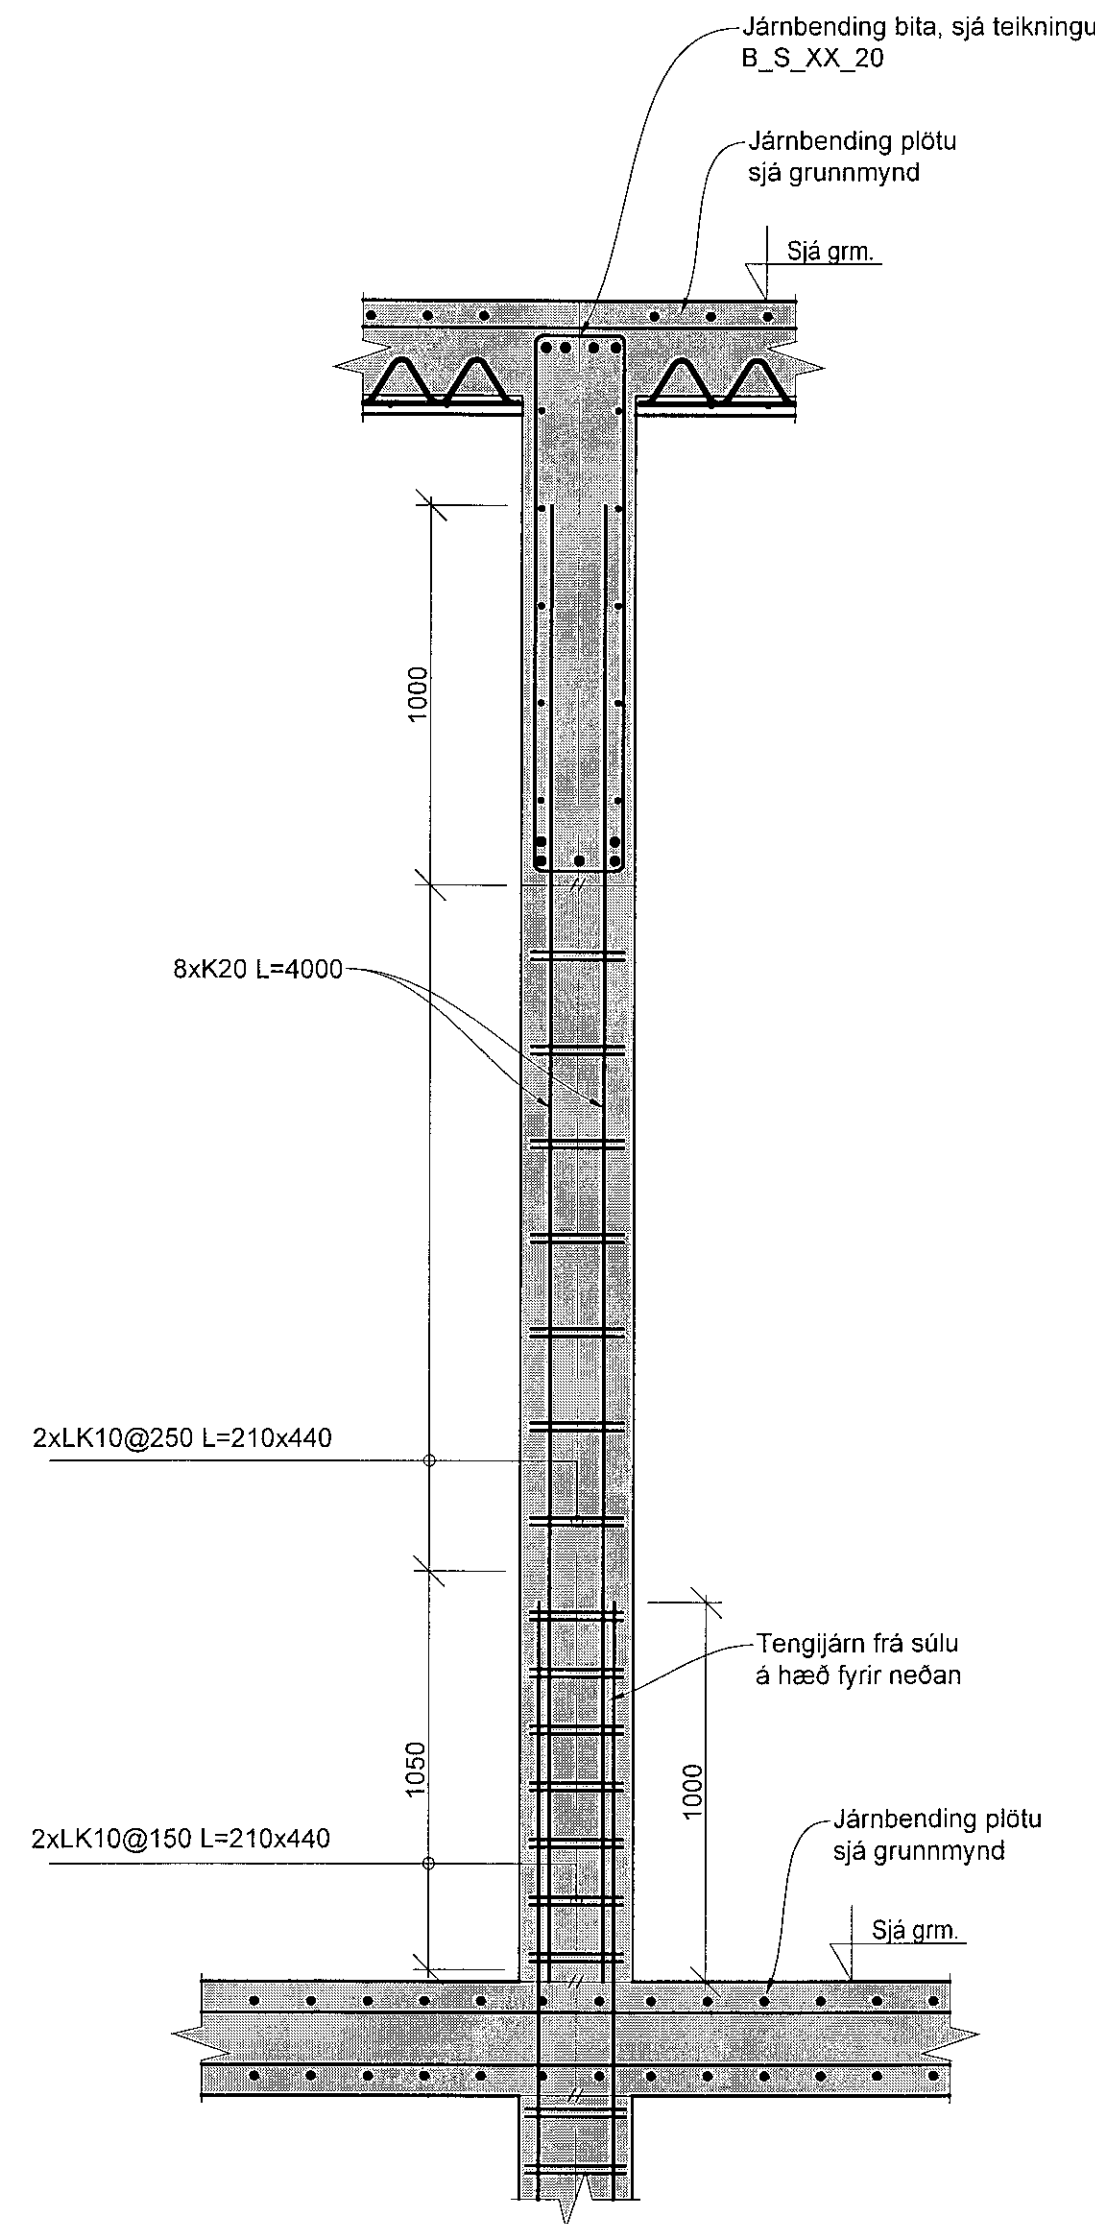 Járnbending bita, sjá teikningu
B_S_XX_20
Járnbending plötu
sjá grunnmynd
Sjá grm.
1000
8xK20 L=4000
2xLK10@250 L=210x440
Tengijárn frá súlu
á hæð fyrir neðan
1050
1000
2xLK10@150 L=210x440
Járnbending plötu
sjá grunnmynd
Sjá grm.